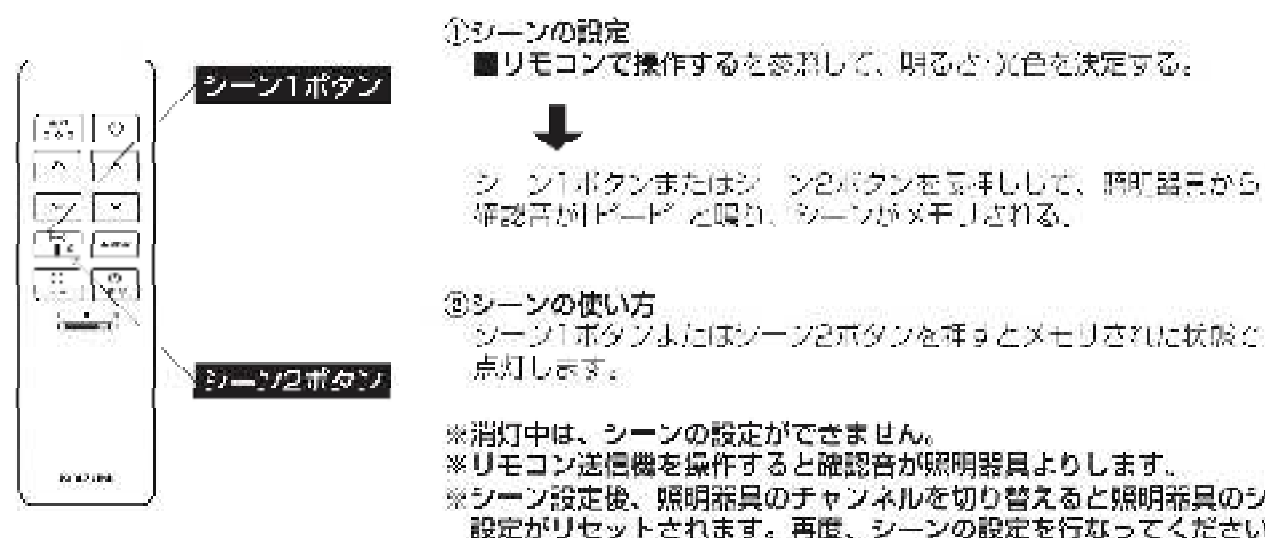 ①シーンの設定
■リモコンで操作するを参照して、明るさ・光色を決定する。
シーン1ボタン
シーン1ボタンまたはシーン2ボタンを長押しして、照明器具から
確認音が「ピーピッ」と鳴り、シーンがメモリされる。
②シーンの使い方
シーン1ボタンまたはシーン2ボタンを押すとメモリされた状態で
点灯します。
シーン2ボタン
※消灯中は、シーンの設定ができません。
※リモコン送信機を操作すると確認音が照明器具よりします。
※シーン設定後、照明器具のチャンネルを切り替えると照明器具のシ
設定がリセットされます。再度、シーンの設定を行なってください